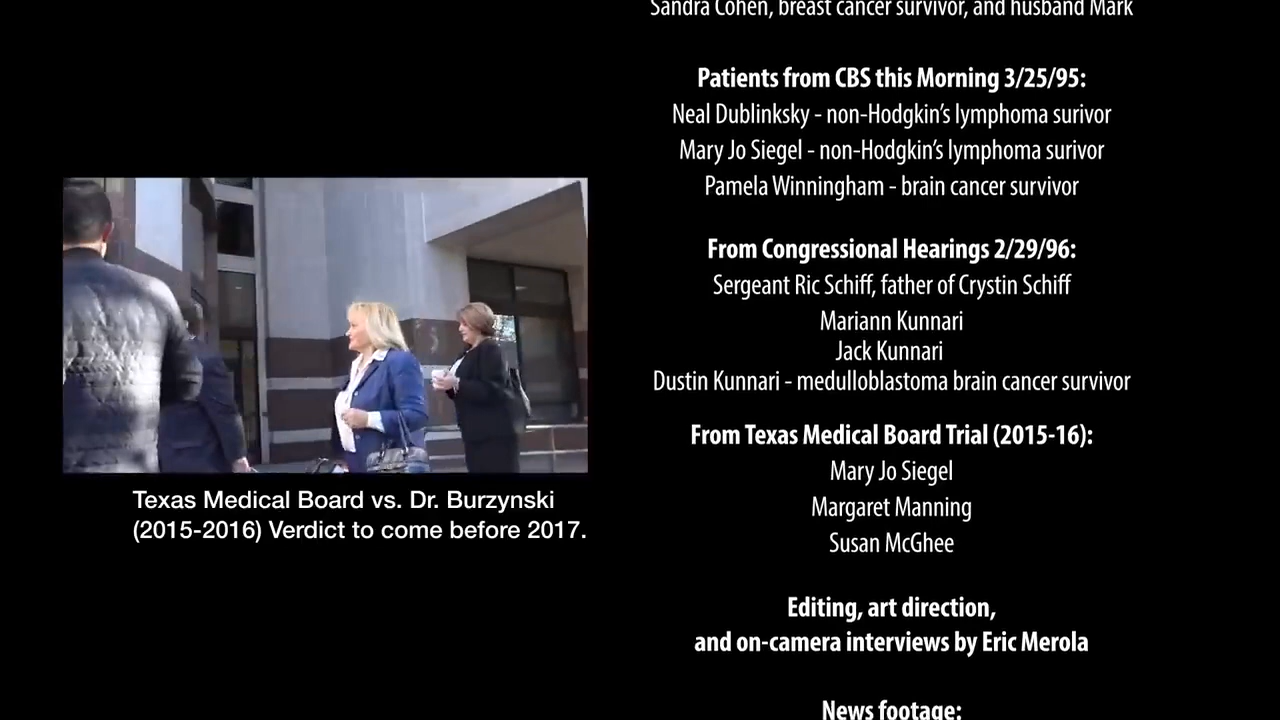 Sandra Cohen, breast cancer survivor, and husband Mark
Patients from CBS this Morning 3/25/95:
Neal Dublinksky - non-Hodgkin’s lymphoma surivor
Mary Jo Siegel - non-Hodgkin’s lymphoma surivor
Pamela Winningham - brain cancer survivor
From Congressional Hearings 2/29/96:
Sergeant Ric Schiff, father of Crystin Schiff
Mariann Kunnari
Jack Kunnari
Dustin Kunnari - medulloblastoma brain cancer survivor
From Texas Medical Board Trial (2015-16):
Mary Jo Siegel
Margaret Manning
Susan McGhee
Editing, art direction,
and on-camera interviews by Eric Merola
News footage:
Texas Medical Board vs. Dr. Burzynski
(2015-2016) Verdict to come before 2017.